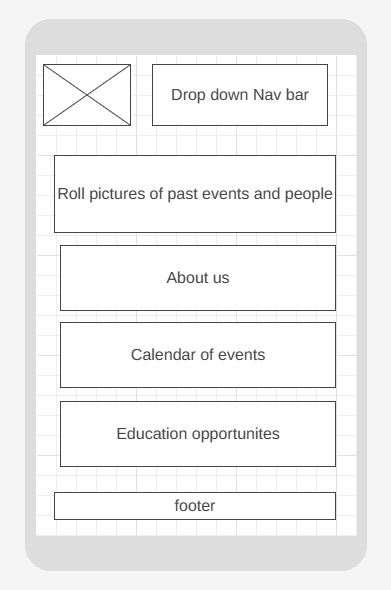 Drop down Nav bar
Roll pictures of past events and people
About us
Calendar of events
Education opportunites
footer